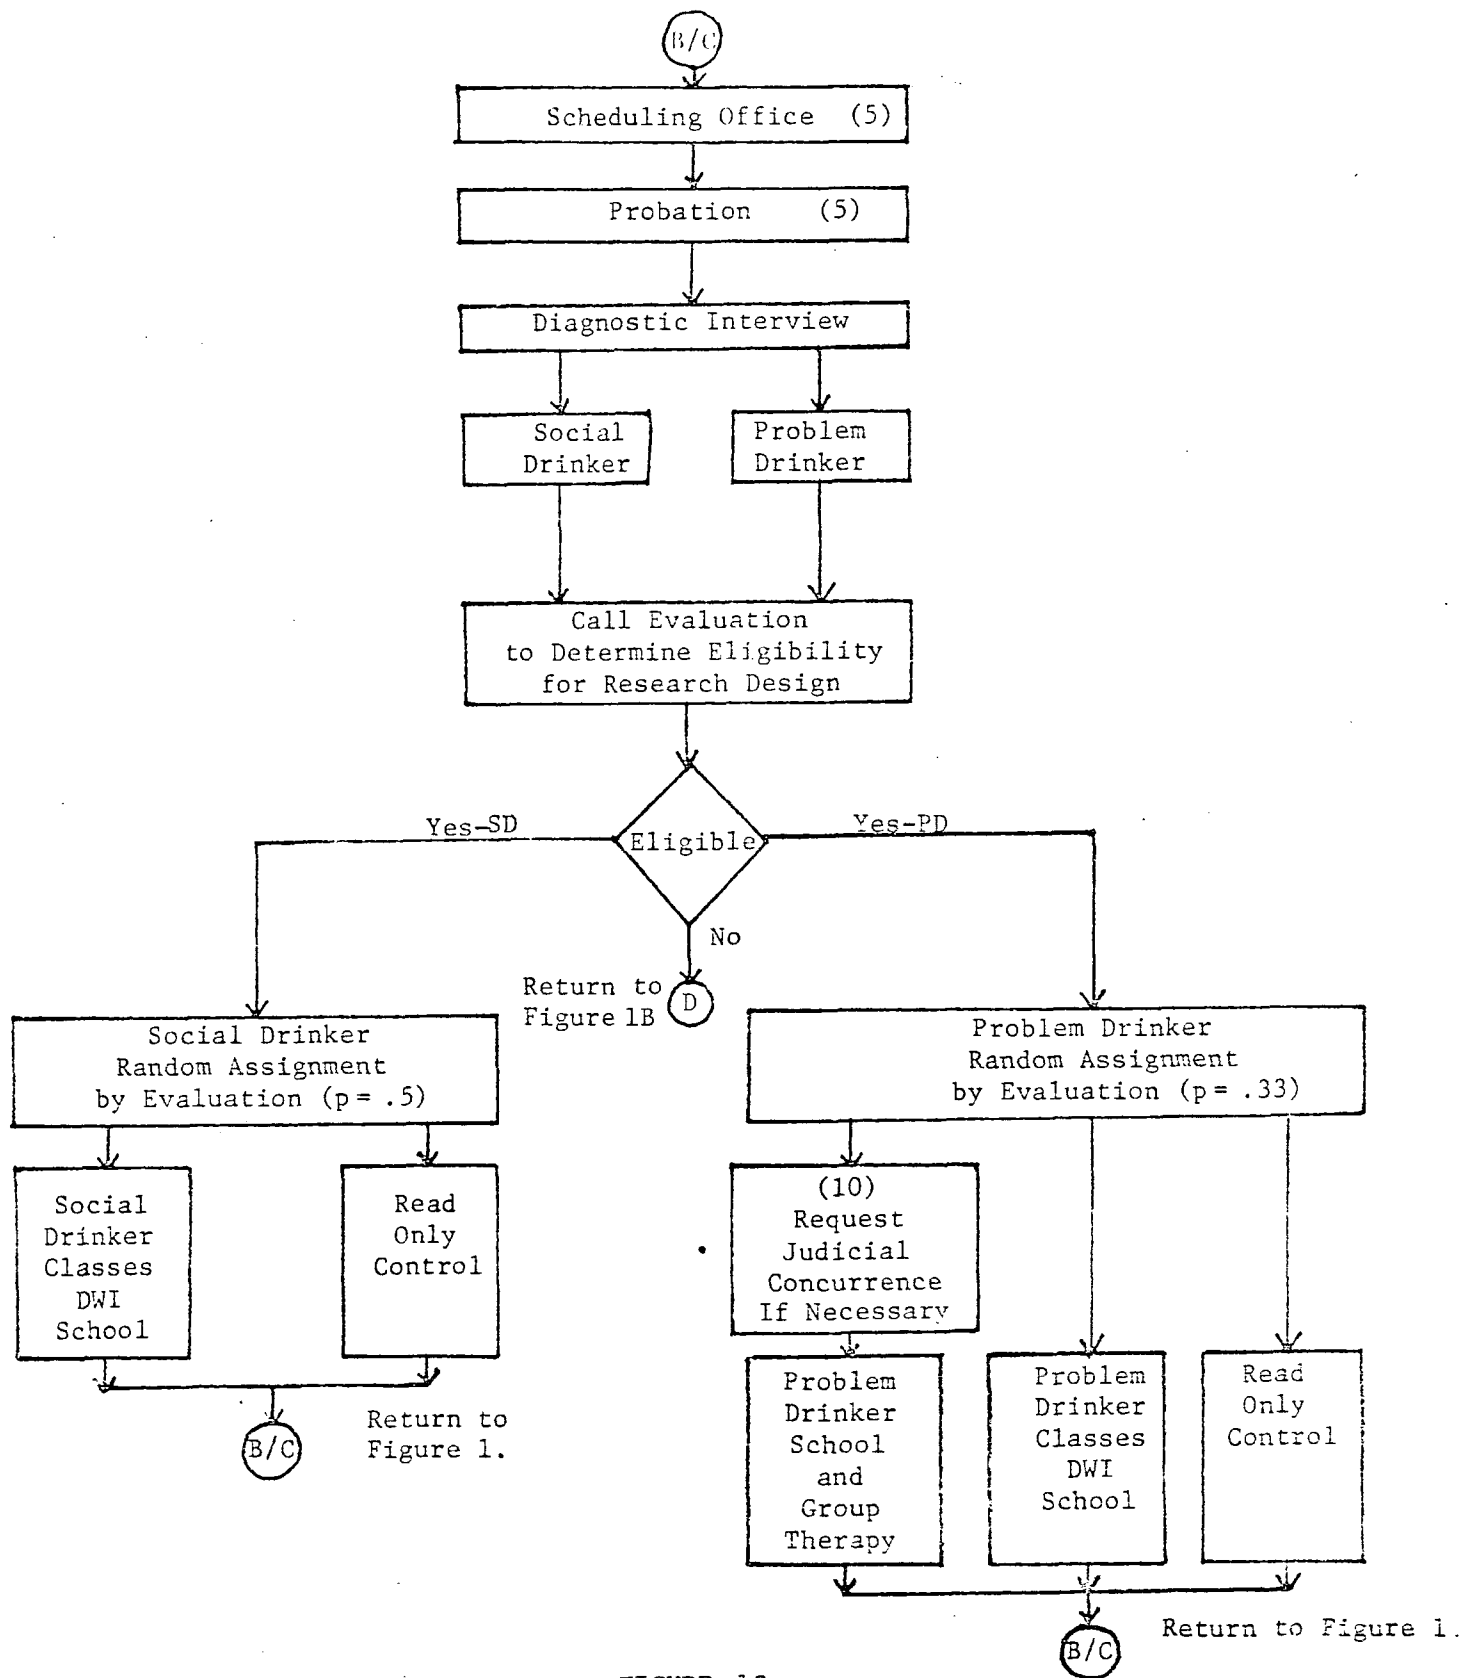 B/C
Scheduling Office (5)
Probation (5)
Diagnostic Interview
Social
Drinker
Problem
Drinker
Call Evaluation
to Determine Eligibility
for Research Design
Eligible
Yes-SD
Yes-PD
No
Return to
Figure 1B
D
Social Drinker
Random Assignment
by Evaluation (p = .5)
Problem Drinker
Random Assignment
by Evaluation (p = .33)
Social
Drinker
Classes
DWI
School
Read
Only
Control
(10)
Request
Judicial
Concurrence
If Necessary
Problem
Drinker
School
and
Group
Therapy
Problem
Drinker
Classes
DWI
School
Read
Only
Control
B/C
Return to
Figure 1.
B/C
Return to Figure 1.